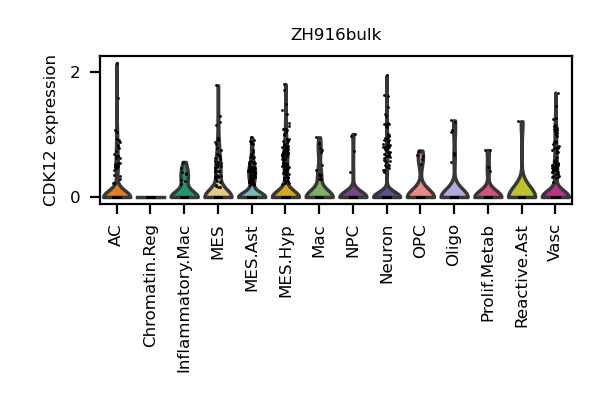 ZH916bulk
CDK12 expression
2
0
AC
Chromatin.Reg
Inflammatory.Mac
MES
MES.Ast
MES.Hyp
Mac
NPC
Neuron
OPC
Oligo
Prolif.Metab
Reactive.Ast
Vasc